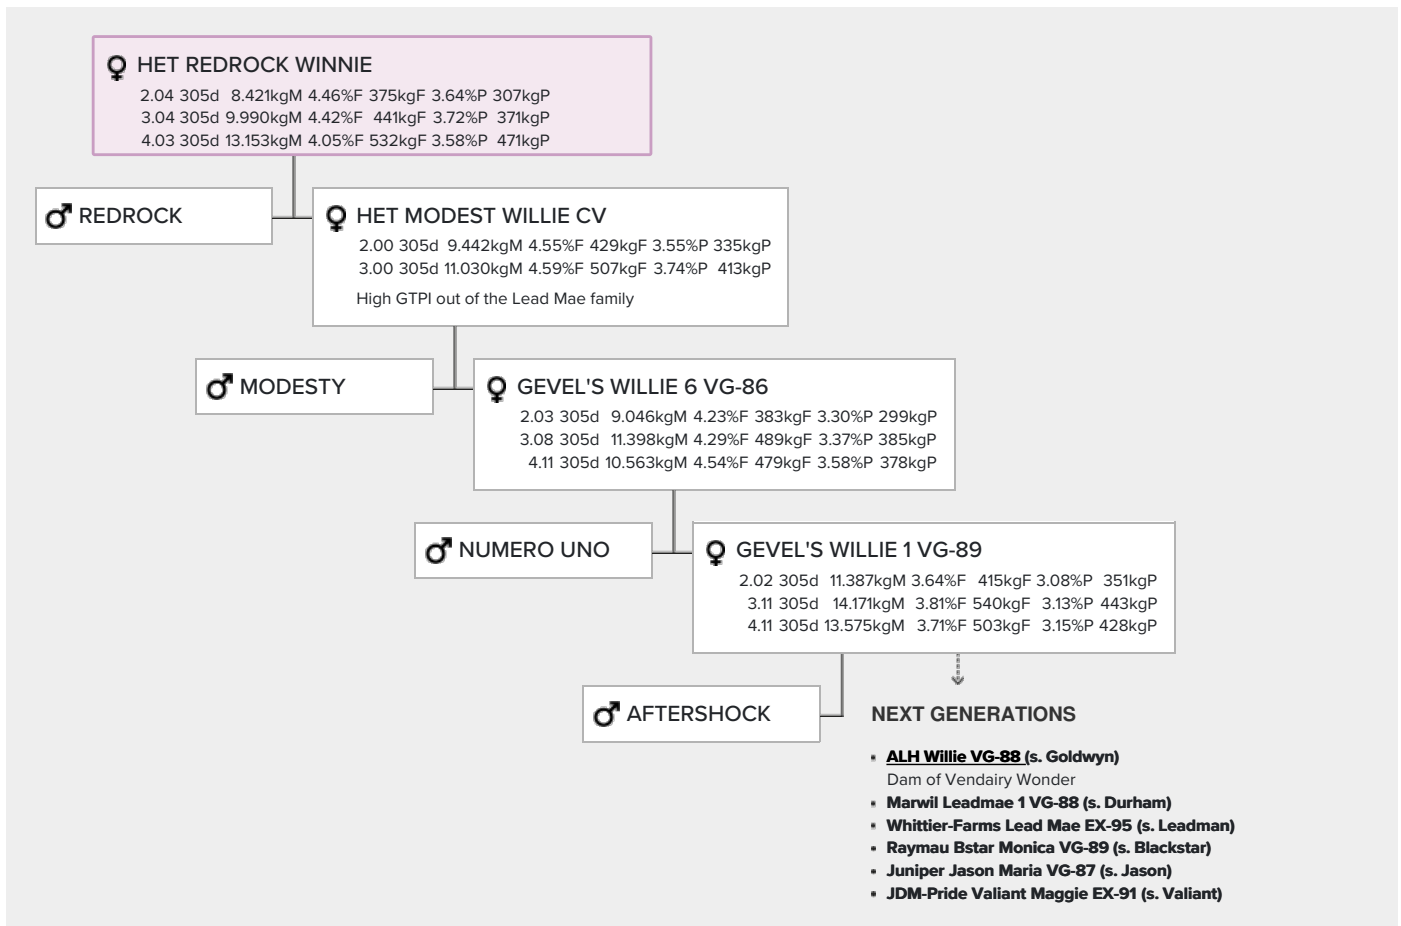 HET REDROCK WINNIE
2.04 305d 8.421kgM 4.46%F 375kgF 3.64%P 307kgP
3.04 305d 9.990kgM 4.42%F 441kgF 3.72%P 371kgP
4.03 305d 13.153kgM 4.05%F 532kgF 3.58%P 471kgP
REDROCK
HET MODEST WILLIE CV
2.00 305d 9.442kgM 4.55%F 429kgF 3.55%P 335kgP
3.00 305d 11.030kgM 4.59%F 507kgF 3.74%P 413kgP
High GTPI out of the Lead Mae family
MODESTY
GEVEL'S WILLIE 6 VG-86
2.03 305d 9.046kgM 4.23%F 383kgF 3.30%P 299kgP
3.08 305d 11.398kgM 4.29%F 489kgF 3.37%P 385kgP
4.11 305d 10.563kgM 4.54%F 479kgF 3.58%P 378kgP
NUMERO UNO
GEVEL'S WILLIE 1 VG-89
2.02 305d 11.387kgM 3.64%F 415kgF 3.08%P 351kgP
3.11 305d 14.171kgM 3.81%F 540kgF 3.13%P 443kgP
4.11 305d 13.575kgM 3.71%F 503kgF 3.15%P 428kgP
AFTERSHOCK
NEXT GENERATIONS
▪ ALH Willie VG-88 (s. Goldwyn)
Dam of Vendairy Wonder
▪ Marwil Leadmae 1 VG-88 (s. Durham)
▪ Whittier-Farms Lead Mae EX-95 (s. Leadman)
▪ Raymau Bstar Monica VG-89 (s. Blackstar)
▪ Juniper Jason Maria VG-87 (s. Jason)
▪ JDM-Pride Valiant Maggie EX-91 (s. Valiant)